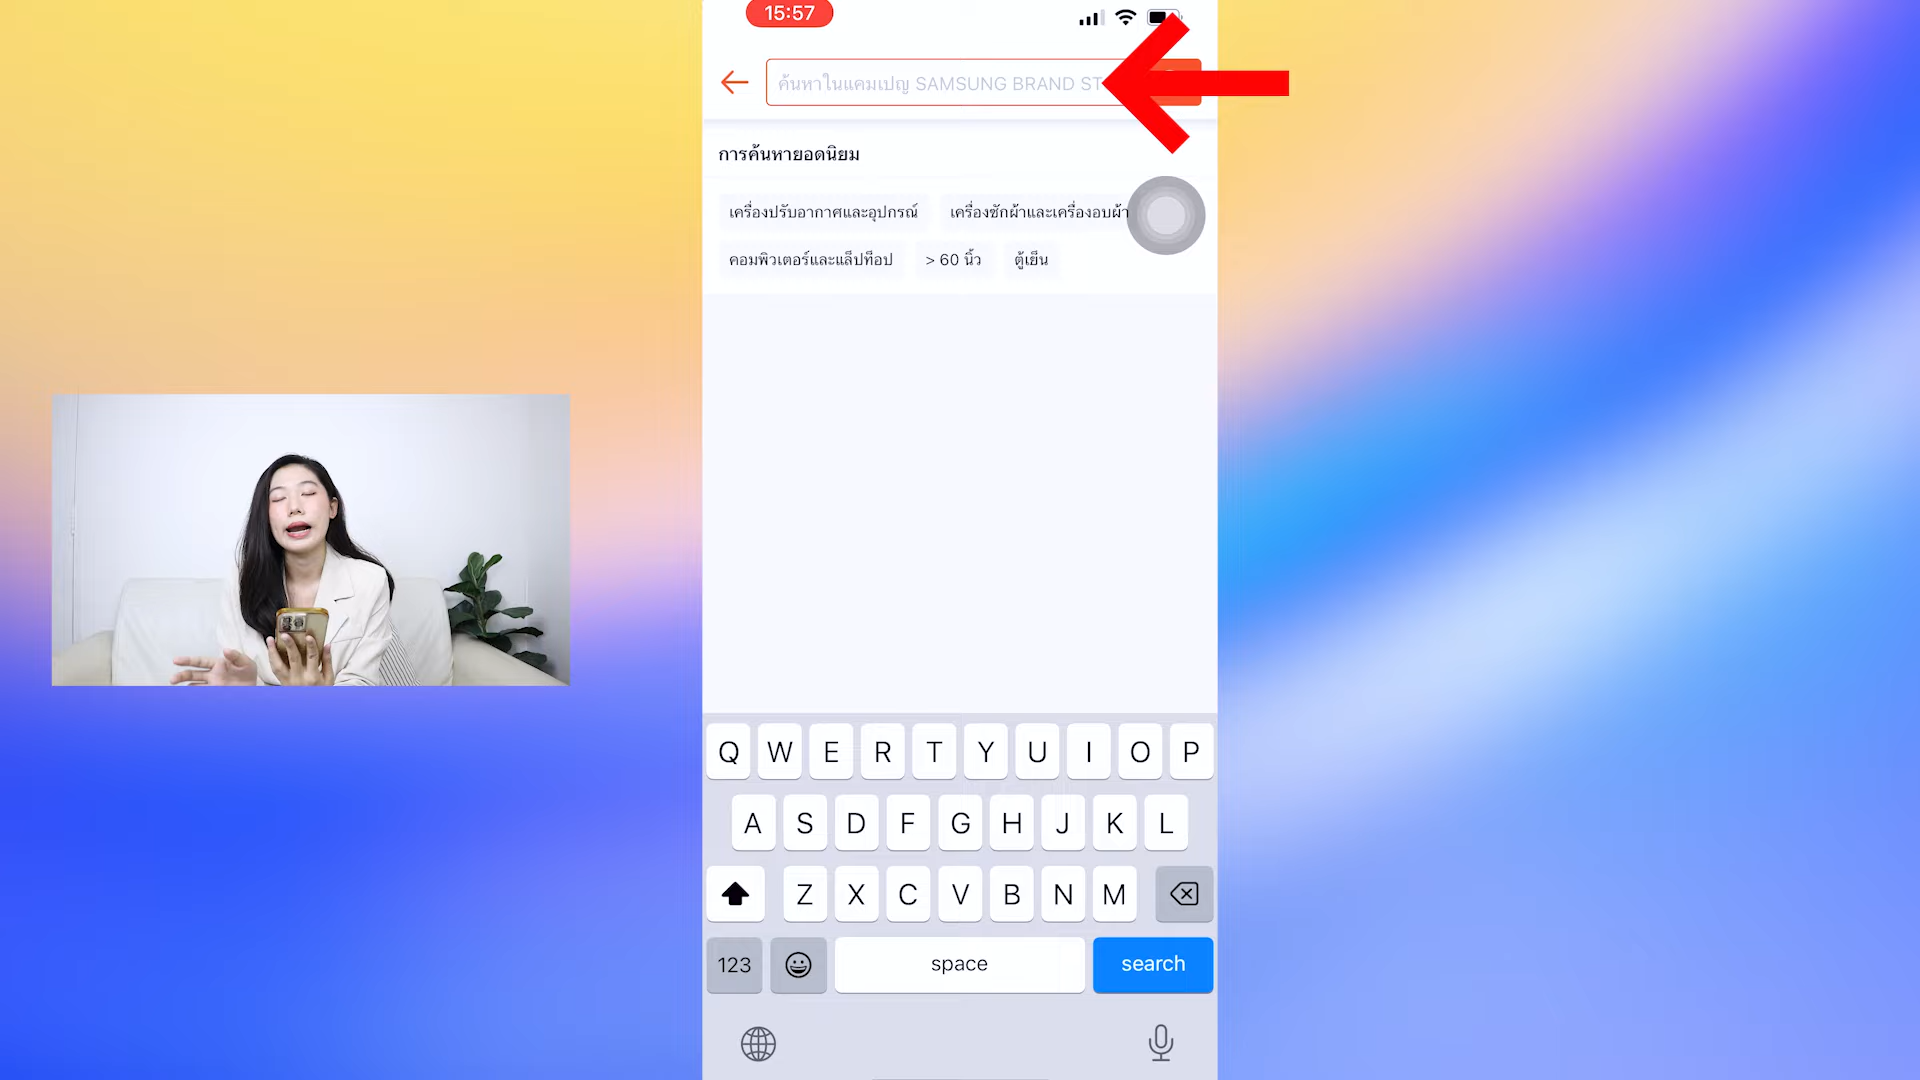 15:57
ค้นหาในแคมเปญ SAMSUNG BRAND
การค้นหายอดนิยม
เครื่องปรับอากาศและอุปกรณ์ เครื่องซักผ้าและเครื่องอบผ้า
คอมพิวเตอร์และแล็ปท็อป > 60 นิ้ว ตู้เย็น
Q W E R T Y U I O P
A S D F G H J K L
Z X C V B N M
123 space search